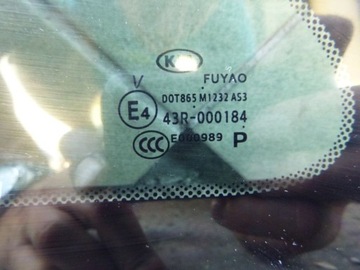 KIA
V FUYAO
DOT865 M1232 AS3
E4 43R-000184
CCC E000989 P